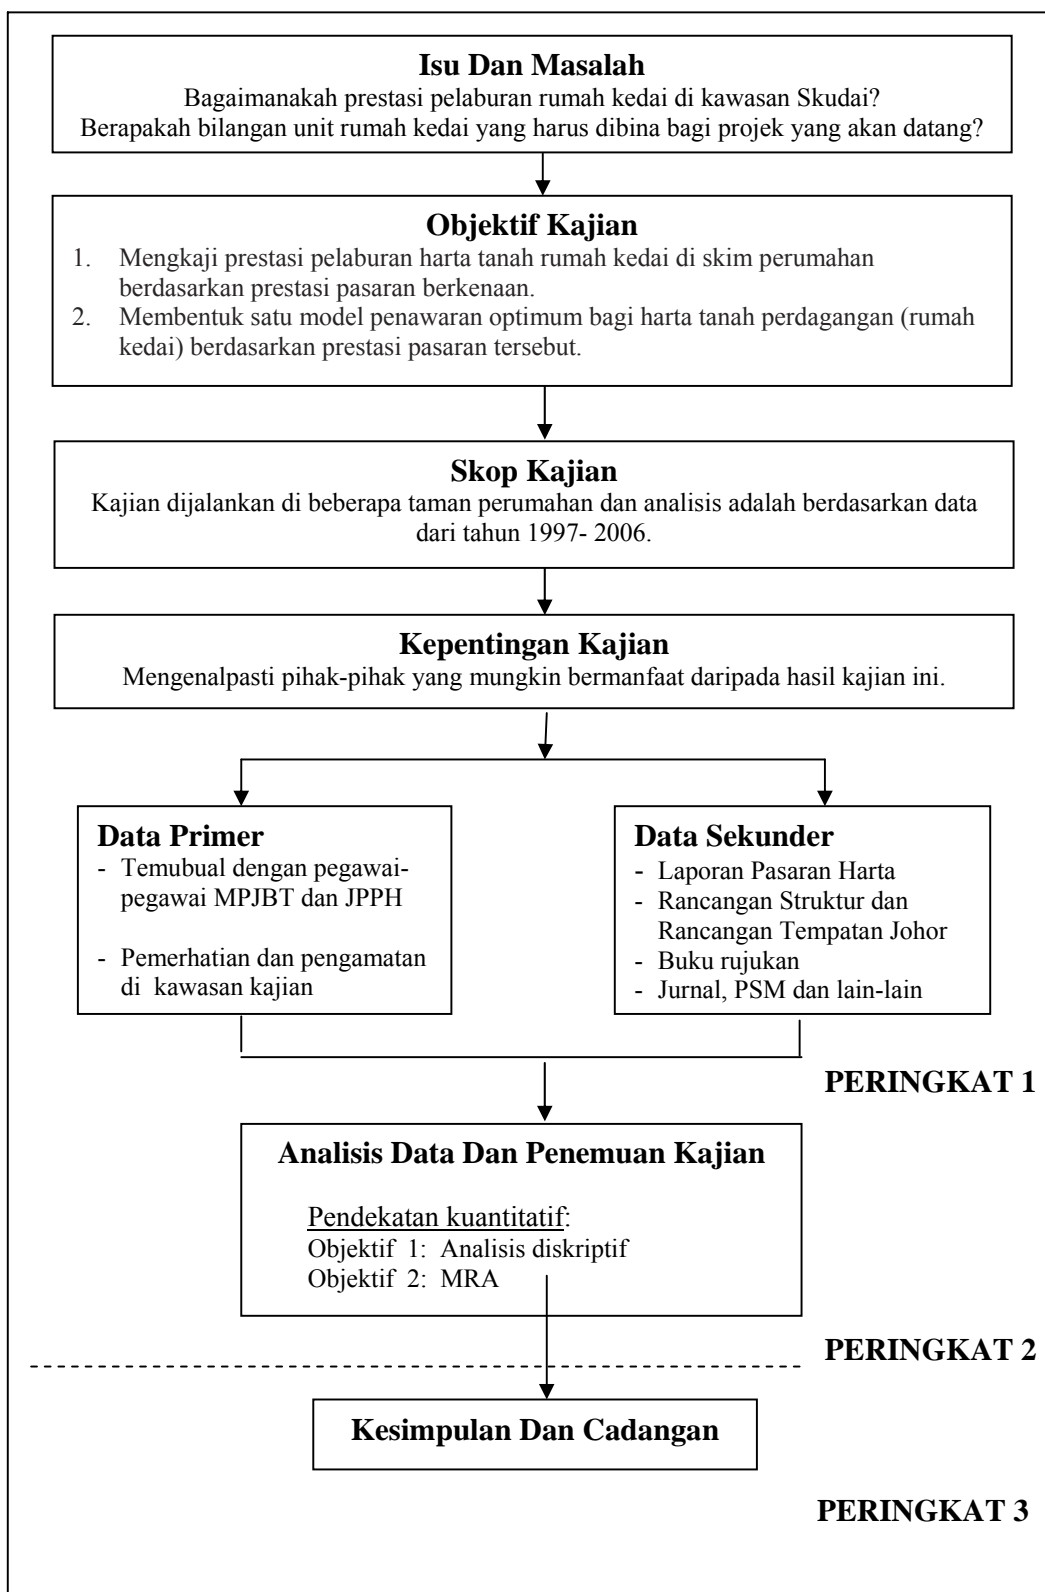 Isu Dan Masalah
Bagaimanakah prestasi pelaburan rumah kedai di kawasan Skudai?
Berapakah bilangan unit rumah kedai yang harus dibina bagi projek yang akan datang?
Objektif Kajian
1. Mengkaji prestasi pelaburan harta tanah rumah kedai di skim perumahan
berdasarkan prestasi pasaran berkenaan.
2. Membentuk satu model penawaran optimum bagi harta tanah perdagangan (rumah
kedai) berdasarkan prestasi pasaran tersebut.
Skop Kajian
Kajian dijalankan di beberapa taman perumahan dan analisis adalah berdasarkan data
dari tahun 1997- 2006.
Kepentingan Kajian
Mengenalpasti pihak-pihak yang mungkin bermanfaat daripada hasil kajian ini.
Data Primer
- Temubual dengan pegawai-
pegawai MPJBT dan JPPH
- Pemerhatian dan pengamatan
di kawasan kajian
Data Sekunder
- Laporan Pasaran Harta
- Rancangan Struktur dan
Rancangan Tempatan Johor
- Buku rujukan
- Jurnal, PSM dan lain-lain
PERINGKAT 1
Analisis Data Dan Penemuan Kajian
Pendekatan kuantitatif:
Objektif 1: Analisis diskriptif
Objektif 2: MRA
PERINGKAT 2
Kesimpulan Dan Cadangan
PERINGKAT 3